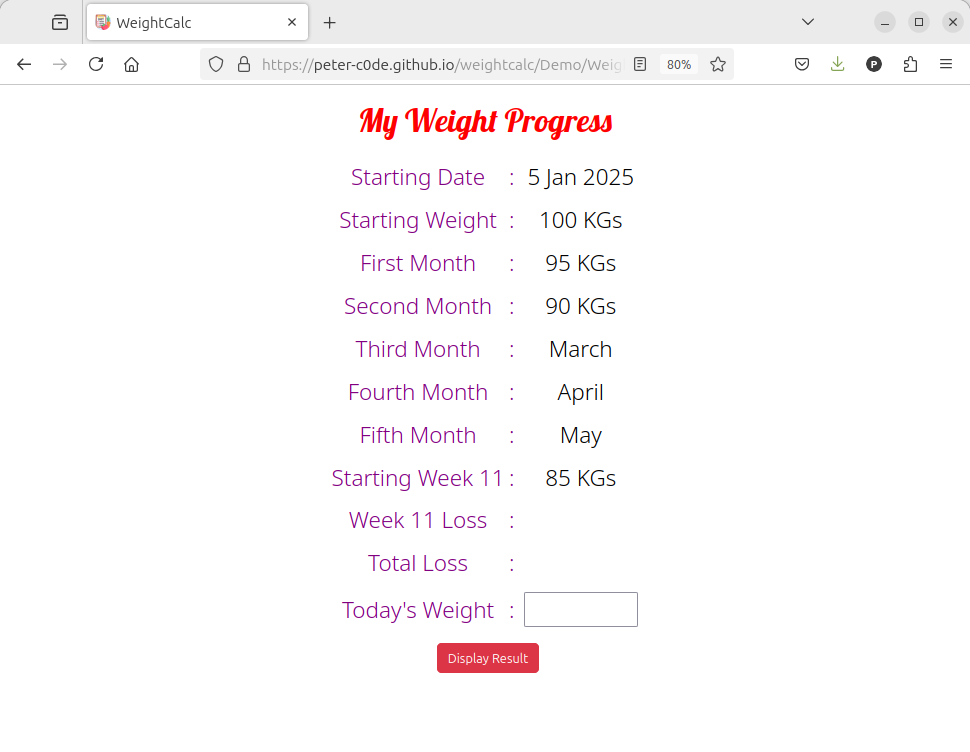 WeightCalc
https://peter-c0de.github.io/weightcalc/Demo/Weig
80%
P
My Weight Progress
Starting Date : 5 Jan 2025
Starting Weight : 100 KGs
First Month : 95 KGs
Second Month : 90 KGs
Third Month : March
Fourth Month : April
Fifth Month : May
Starting Week 11 : 85 KGs
Week 11 Loss :
Total Loss :
Today's Weight :
Display Result